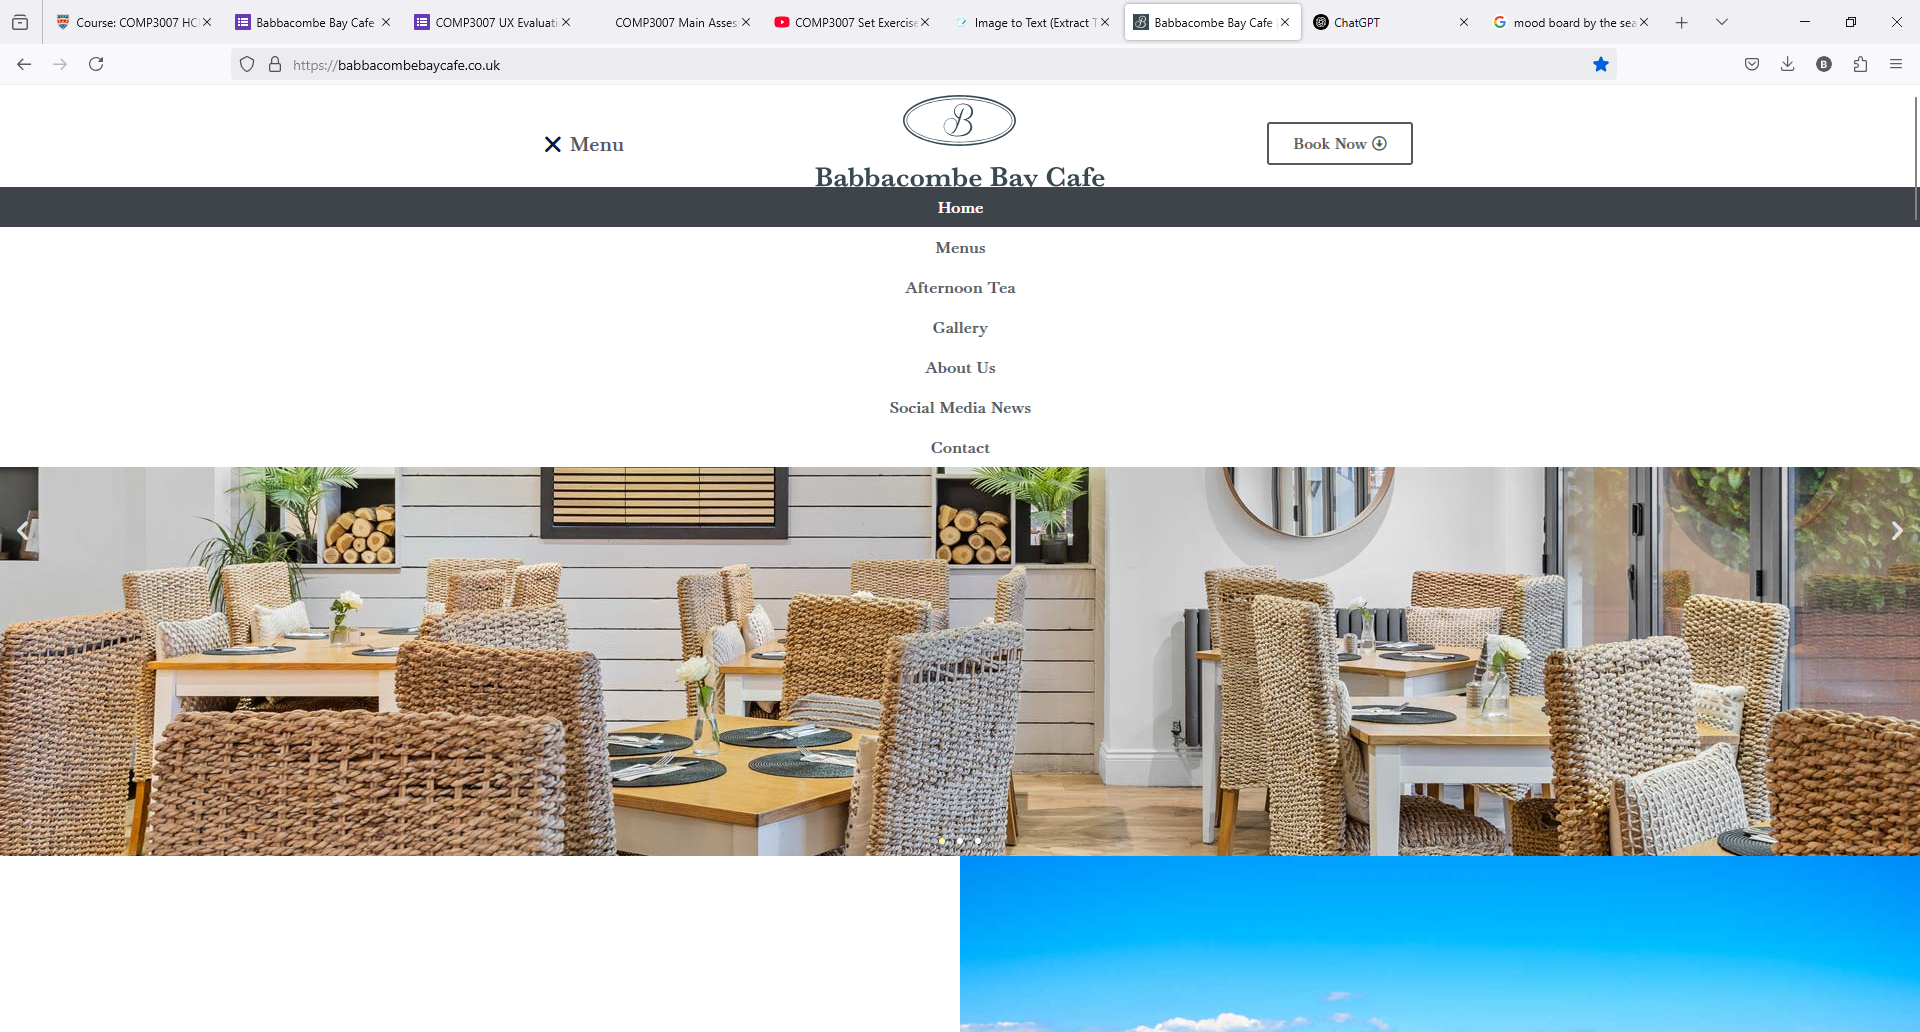 Course: COMP3007 HCI
Babbacombe Bay Cafe
COMP3007 UX Evaluati
COMP3007 Main Asses
COMP3007 Set Exercise
Image to Text (Extract T
Babbacombe Bay Cafe
ChatGPT
mood board by the sea
https://babbacombebaycafe.co.uk
B
B
Menu
Book Now
Babbacombe Bay Cafe
Home
Menus
Afternoon Tea
Gallery
About Us
Social Media News
Contact